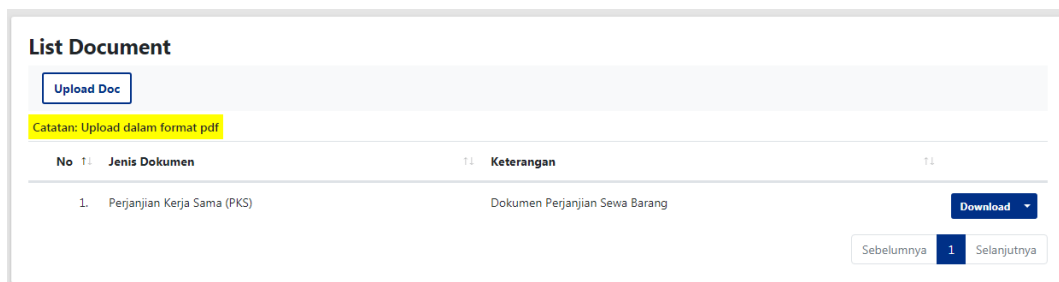 List Document
Upload Doc
Catatan: Upload dalam format pdf
No ↑↓ Jenis Dokumen ↑↓ Keterangan ↑↓
1. Perjanjian Kerja Sama (PKS) Dokumen Perjanjian Sewa Barang Download
Sebelumnya 1 Selanjutnya